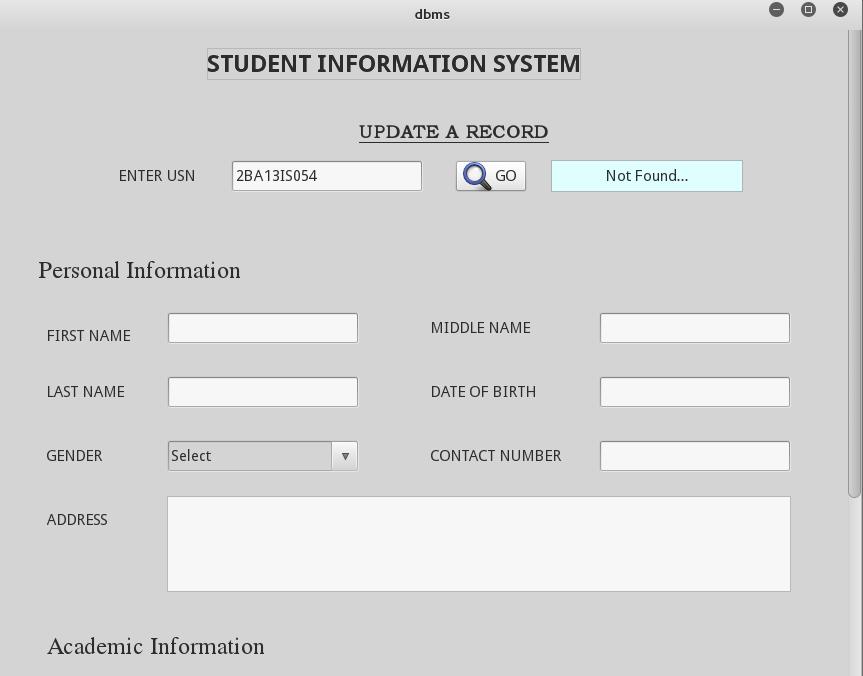 dbms
STUDENT INFORMATION SYSTEM
UPDATE A RECORD
ENTER USN 2BA13IS054 GO Not Found...
Personal Information
FIRST NAME MIDDLE NAME
LAST NAME DATE OF BIRTH
GENDER Select CONTACT NUMBER
ADDRESS
Academic Information